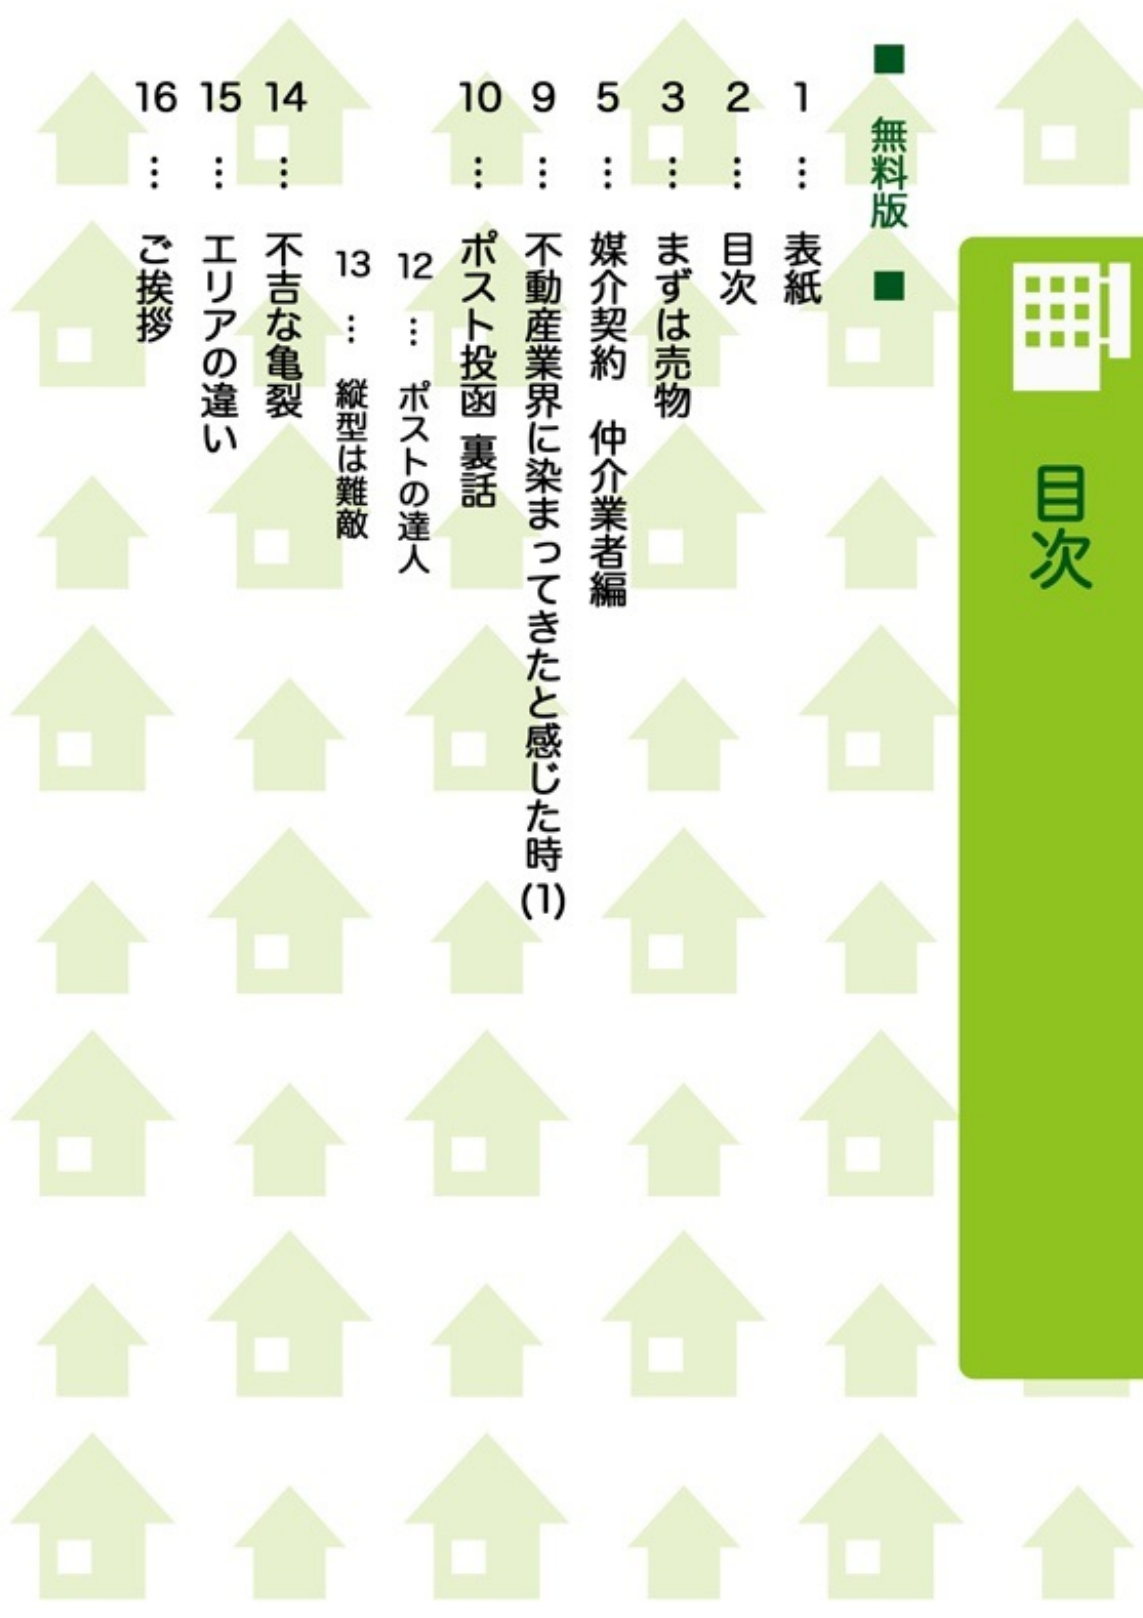 目次
■ 無料版 ■
1 … 表紙
2 … 目次
3 … まずは売物
5 … 媒介契約 仲介業者編
9 … 不動産業界に染まってきたと感じた時(1)
10 … ポスト投函 裏話
12 … ポストの達人
13 … 縦型は難敵
14 … 不吉な亀裂
15 … エリアの違い
16 … ご挨拶